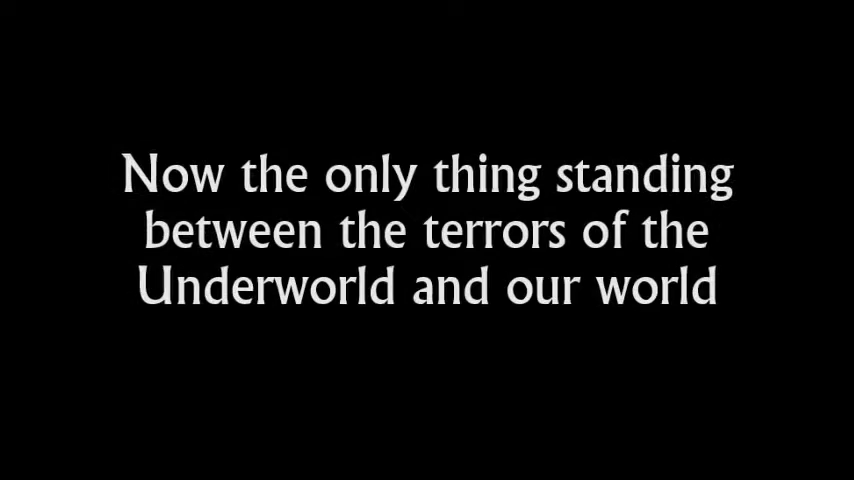 Now the only thing standing
between the terrors of the
Underworld and our world